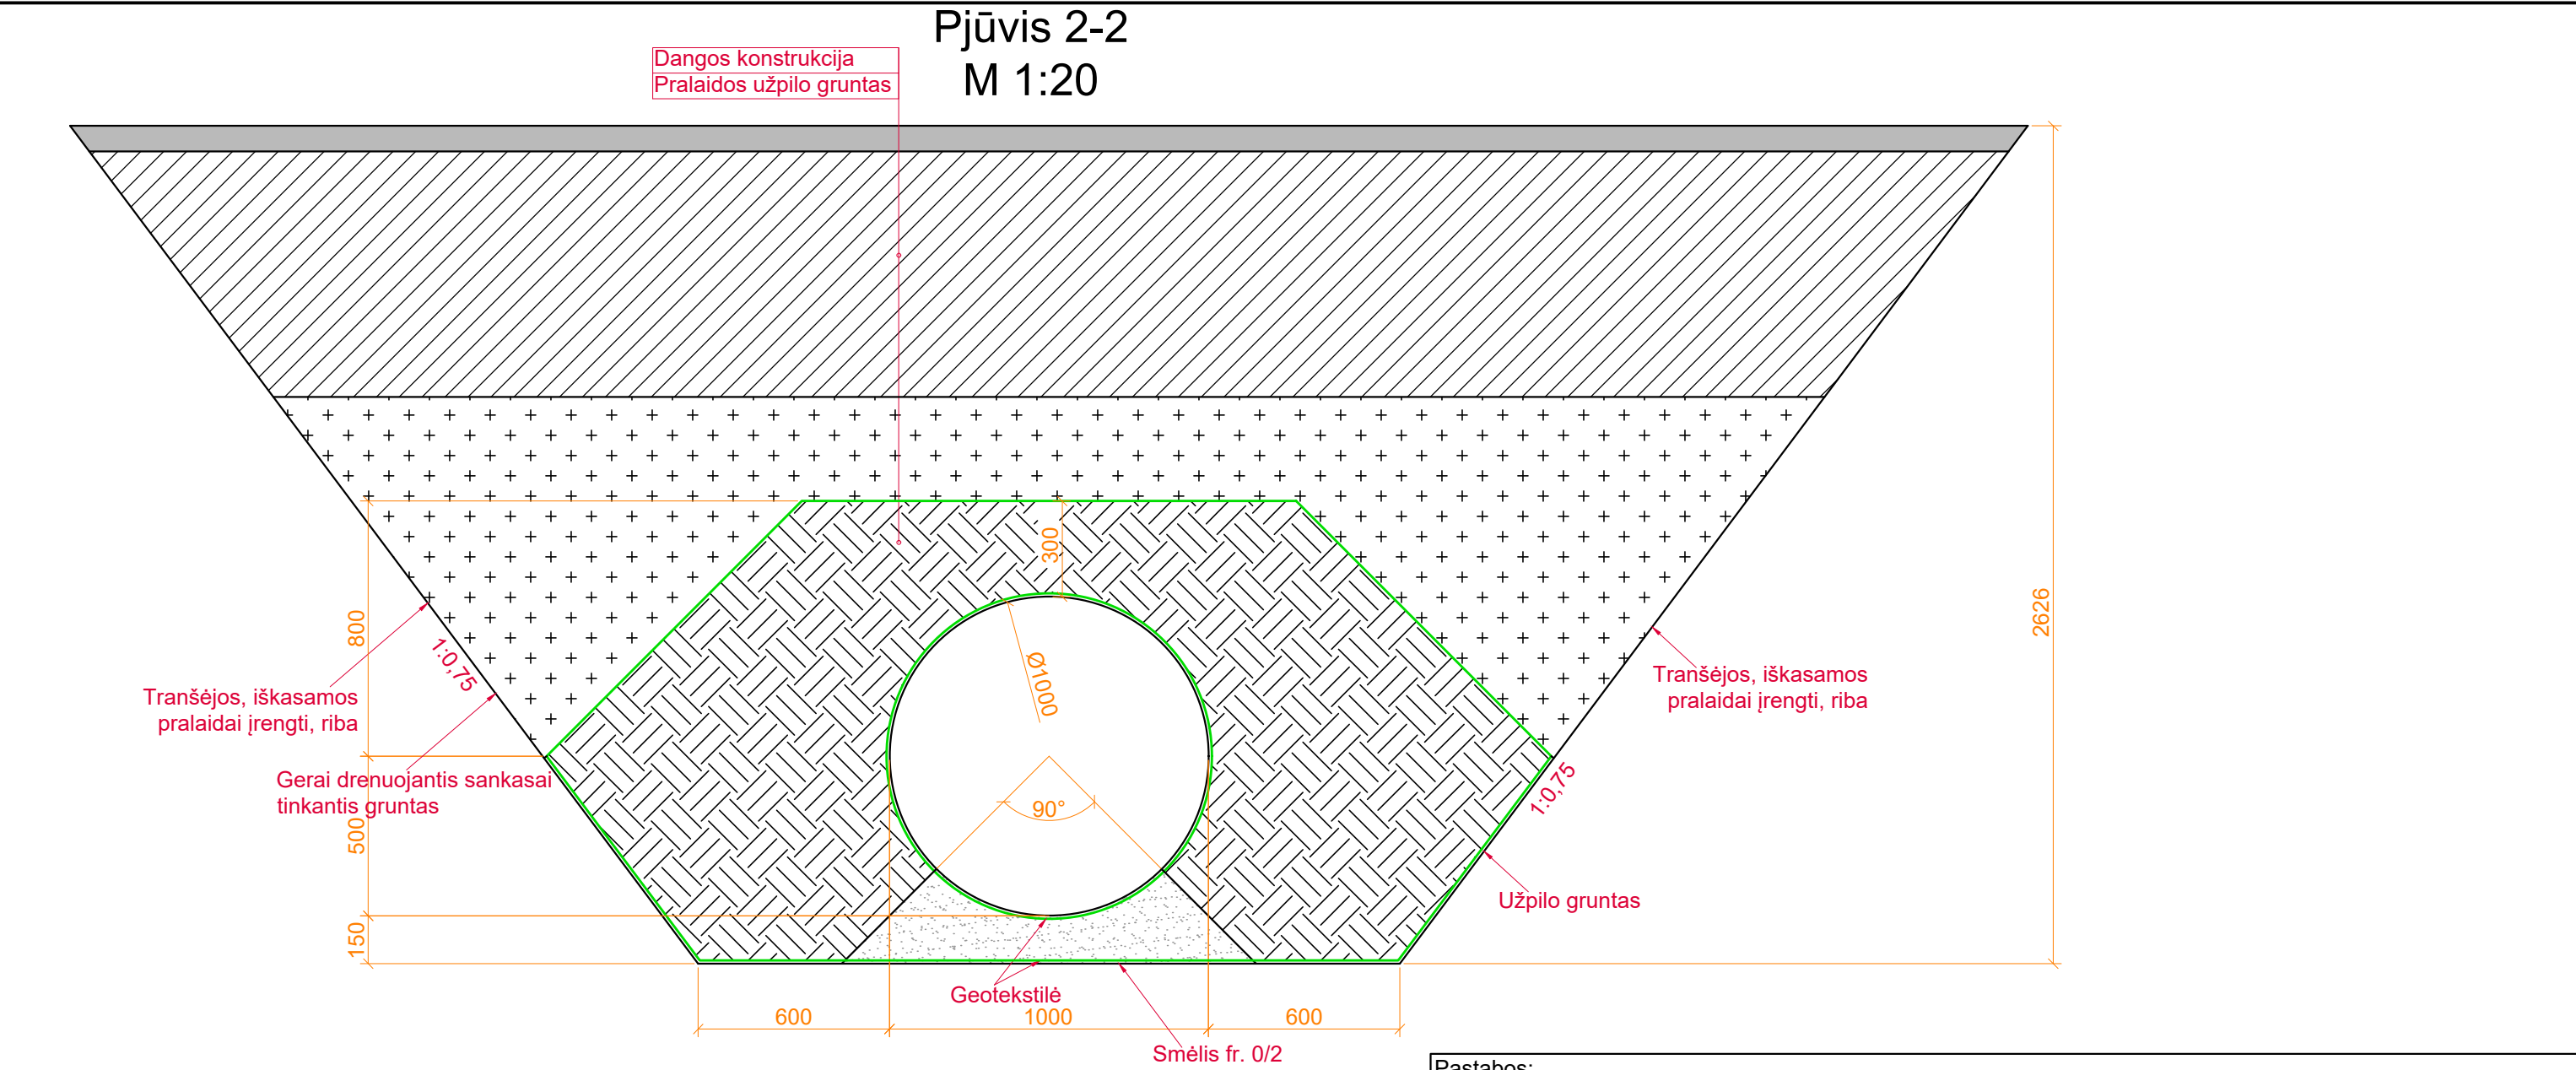 Pjūvis 2-2
M 1:20
Dangos konstrukcija
Pralaidos užpilo gruntas
300
800
2626
Ø1000
1:0,75
Tranšėjos, iškasamos
pralaidai įrengti, riba
Tranšėjos, iškasamos
pralaidai įrengti, riba
Gerai drenuojantis sankasai
tinkantis gruntas
90°
1:0,75
500
Užpilo gruntas
150
Geotekstilė
600
1000
600
Smėlis fr. 0/2
Pastabos: